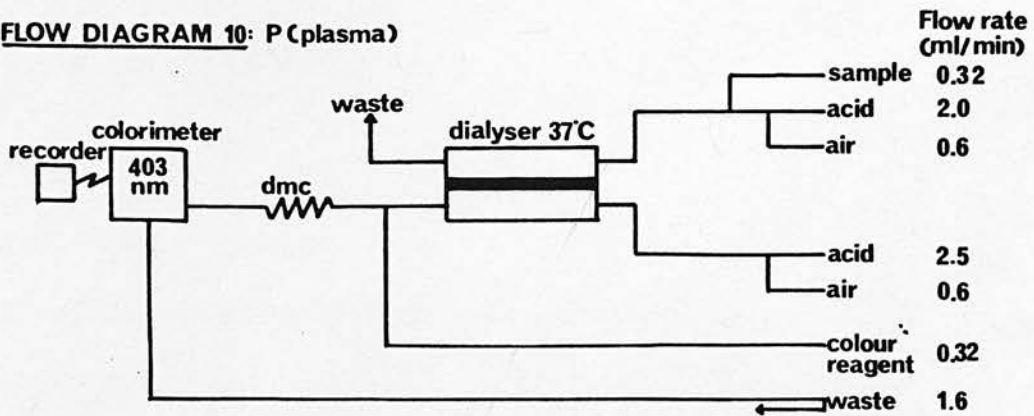 FLOW DIAGRAM 10: P (plasma)
Flow rate
(ml/min)
sample 0.32
waste
acid 2.0
colorimeter
dialyser 37°C
recorder
air 0.6
403
nm
dmc
acid 2.5
air 0.6
colour
reagent 0.32
waste 1.6